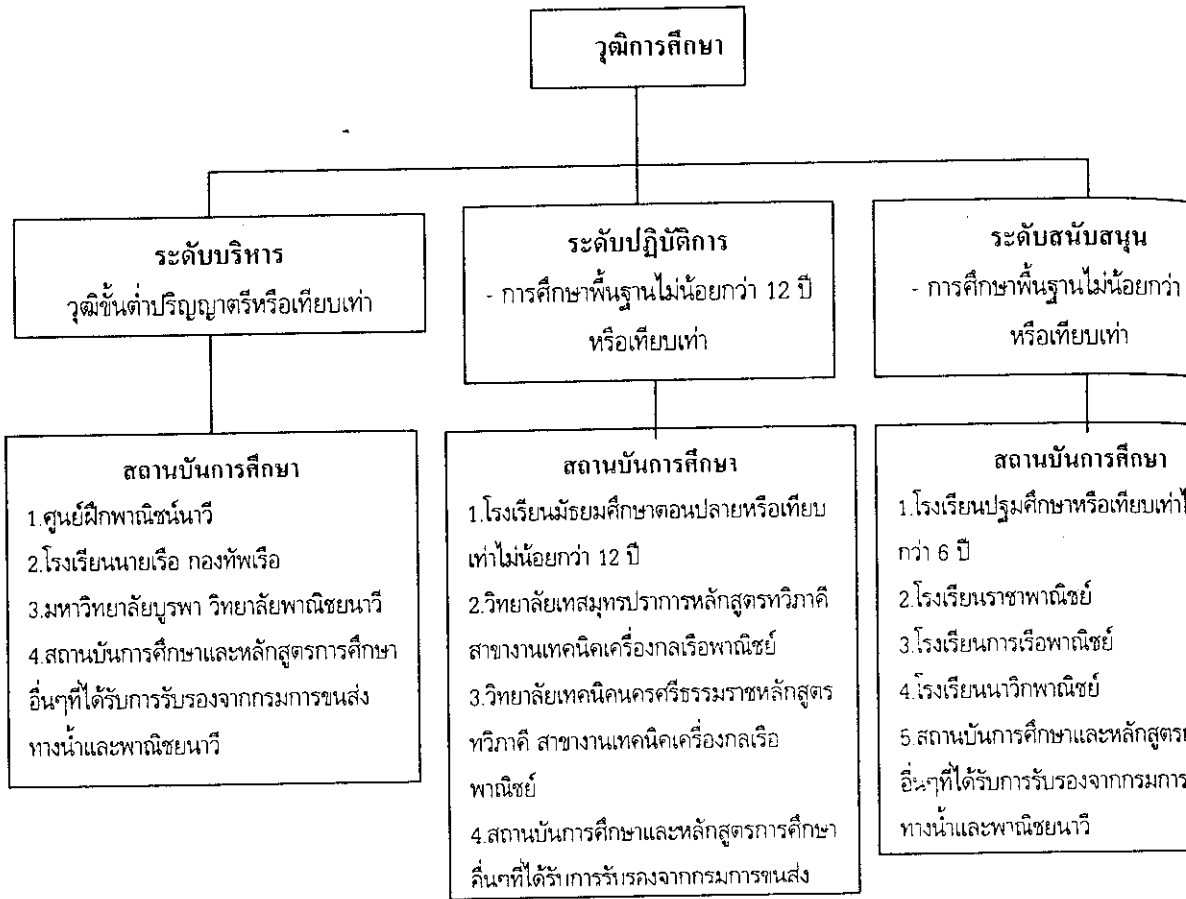 วุฒิการศึกษา
ระดับบริหาร
วุฒิขั้นต่ำปริญญาตรีหรือเทียบเท่า
ระดับปฏิบัติการ
- การศึกษาพื้นฐานไม่น้อยกว่า 12 ปี
หรือเทียบเท่า
ระดับสนับสนุน
- การศึกษาพื้นฐานไม่น้อยกว่า
หรือเทียบเท่า
สถานบันการศึกษา
1.ศูนย์ฝึกพาณิชน์นาวี
2.โรงเรียนนายเรือ กองทัพเรือ
3.มหาวิทยาลัยบูรพา วิทยาลัยพาณิชยนาวี
4.สถานบันการศึกษาและหลักสูตรการศึกษา
อื่นๆที่ได้รับการรับรองจากกรมการขนส่ง
ทางน้ำและพาณิชยนาวี
สถานบันการศึกษา
1.โรงเรียนมัธยมศึกษาตอนปลายหรือเทียบ
เท่าไม่น้อยกว่า 12 ปี
2.วิทยาลัยเทสมุทรปราการหลักสูตรทวิภาคี
สาขางานเทคนิคเครื่องกลเรือพาณิชย์
3.วิทยาลัยเทคนิคนครศรีธรรมราชหลักสูตร
ทวิภาคี สาขางานเทคนิคเครื่องกลเรือ
พาณิชย์
4.สถานบันการศึกษาและหลักสูตรการศึกษา
อื่นๆที่ได้รับการรับรองจากกรมการขนส่ง
สถานบันการศึกษา
1.โรงเรียนปฐมศึกษาหรือเทียบเท่า
กว่า 6 ปี
2.โรงเรียนราชาพาณิชย์
3.โรงเรียนการเรือพาณิชย์
4.โรงเรียนนาวิกพาณิชย์
5.สถานบันการศึกษาและหลักสูตร
อื่นๆที่ได้รับการรับรองจากกรมการ
ทางน้ำและพาณิชยนาวี